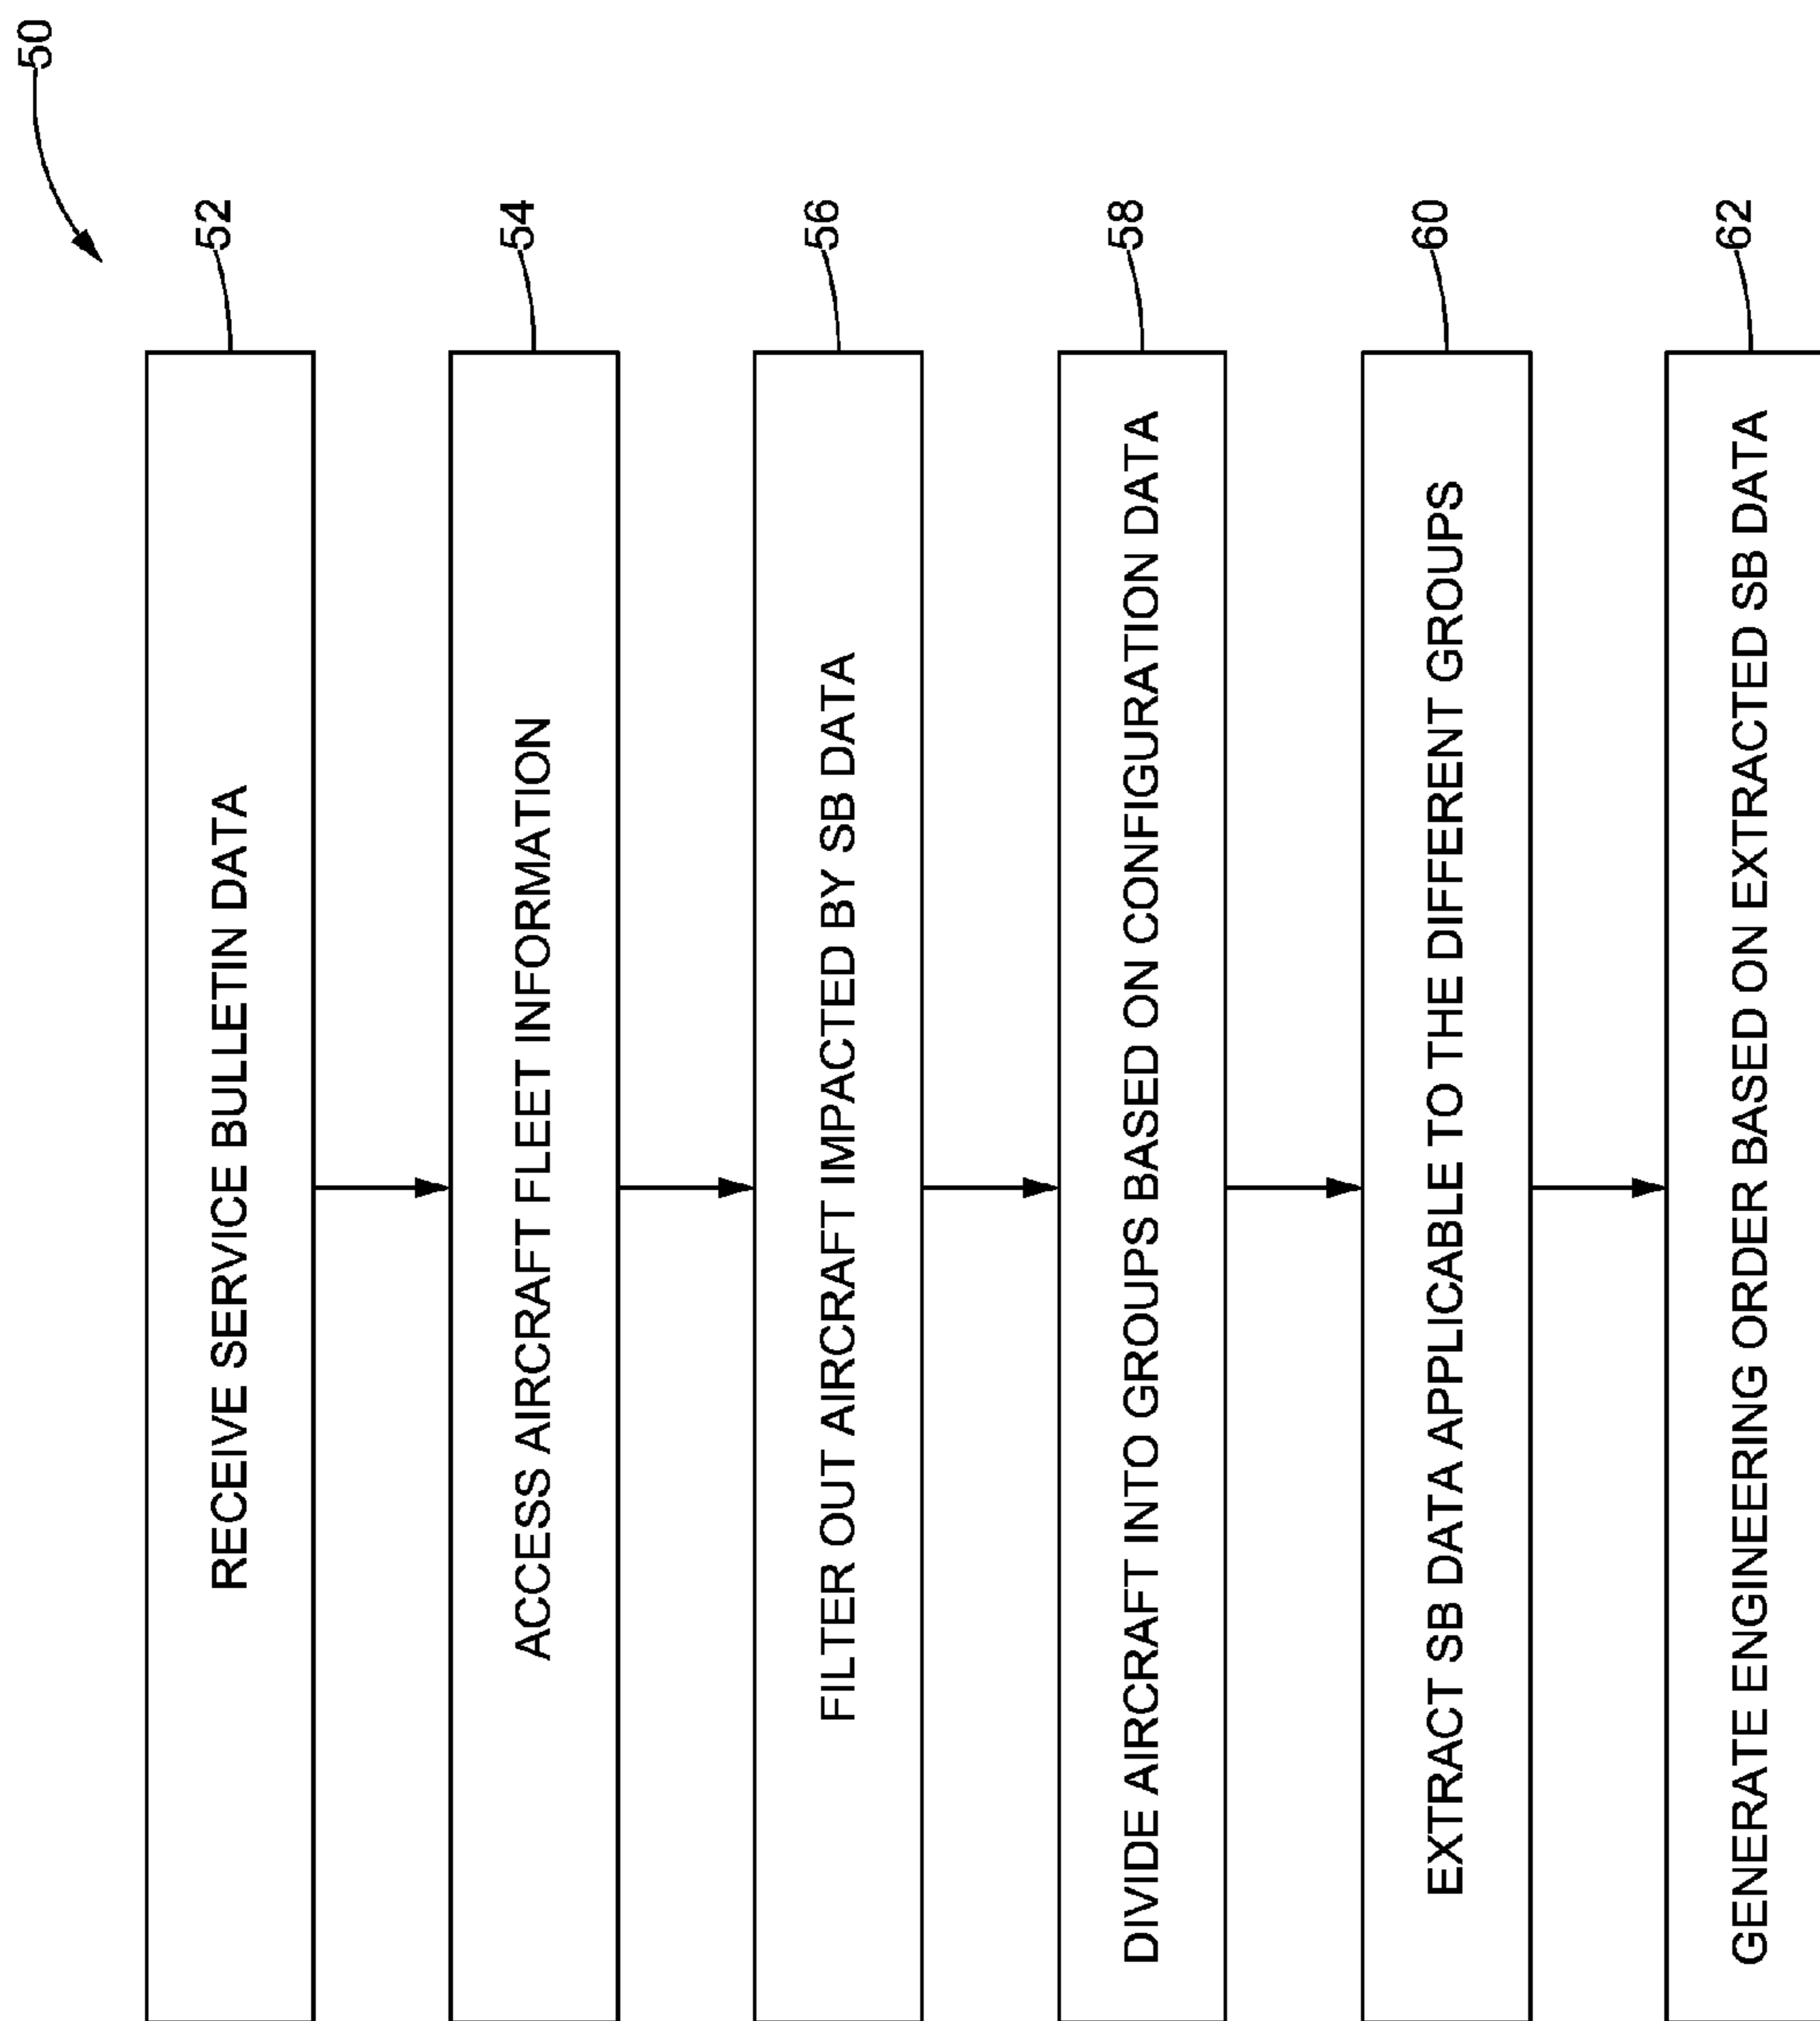 50
RECEIVE SERVICE BULLETIN DATA
52
ACCESS AIRCRAFT FLEET INFORMATION
54
FILTER OUT AIRCRAFT IMPACTED BY SB DATA
56
DIVIDE AIRCRAFT INTO GROUPS BASED ON CONFIGURATION DATA
58
EXTRACT SB DATA APPLICABLE TO THE DIFFERENT GROUPS
60
GENERATE ENGINEERING ORDER BASED ON EXTRACTED SB DATA
62